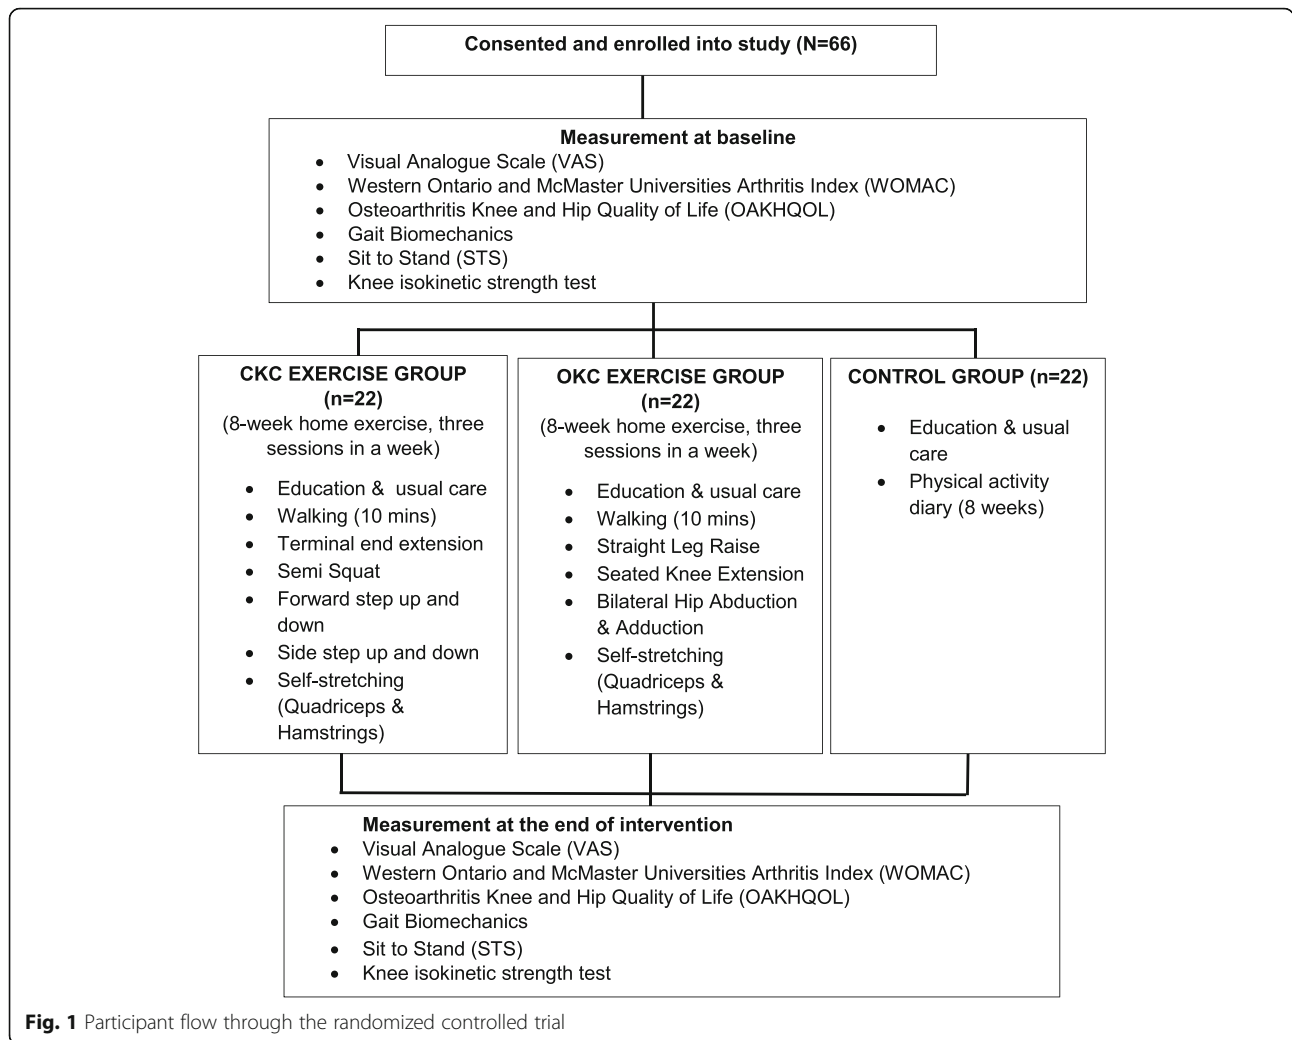 Consented and enrolled into study (N=66)
Measurement at baseline
• Visual Analogue Scale (VAS)
• Western Ontario and McMaster Universities Arthritis Index (WOMAC)
• Osteoarthritis Knee and Hip Quality of Life (OAKHQOL)
• Gait Biomechanics
• Sit to Stand (STS)
• Knee isokinetic strength test
CKC EXERCISE GROUP
(n=22)
(8-week home exercise, three
sessions in a week)
• Education & usual care
• Walking (10 mins)
• Terminal end extension
• Semi Squat
• Forward step up and
down
• Side step up and down
• Self-stretching
(Quadriceps &
Hamstrings)
OKC EXERCISE GROUP
(n=22)
(8-week home exercise, three
sessions in a week)
• Education & usual care
• Walking (10 mins)
• Straight Leg Raise
• Seated Knee Extension
• Bilateral Hip Abduction
& Adduction
• Self-stretching
(Quadriceps &
Hamstrings)
CONTROL GROUP (n=22)
• Education & usual
care
• Physical activity
diary (8 weeks)
Measurement at the end of intervention
• Visual Analogue Scale (VAS)
• Western Ontario and McMaster Universities Arthritis Index (WOMAC)
• Osteoarthritis Knee and Hip Quality of Life (OAKHQOL)
• Gait Biomechanics
• Sit to Stand (STS)
• Knee isokinetic strength test
Fig. 1 Participant flow through the randomized controlled trial